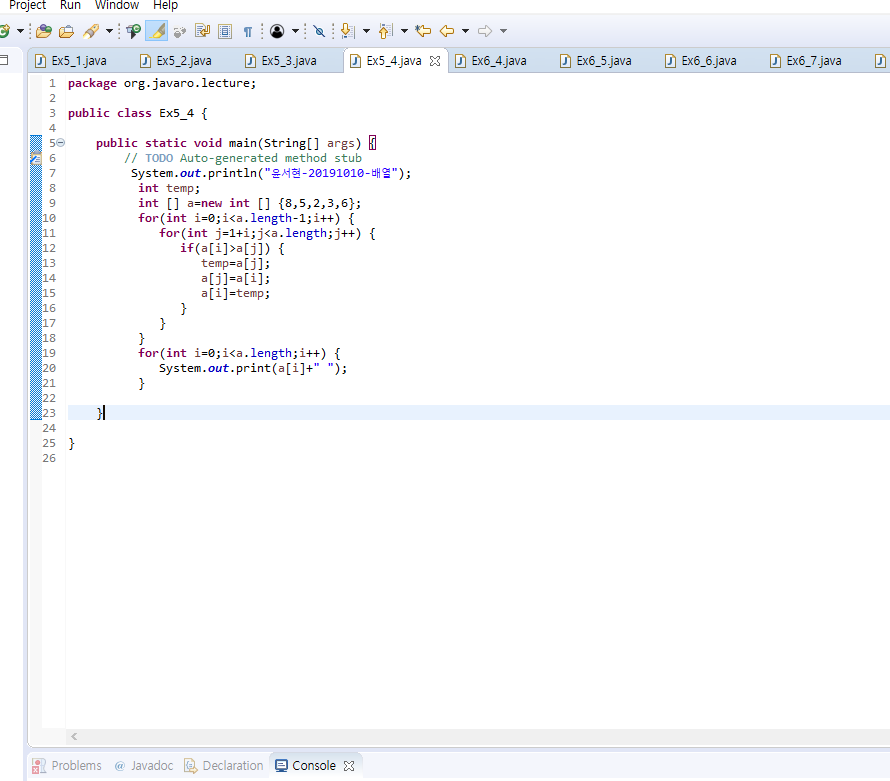 Project Run Window Help
Ex5_1.java Ex5_2.java Ex5_3.java Ex5_4.java Ex6_4.java Ex6_5.java Ex6_6.java Ex6_7.java
1 package org.javaro.lecture;
2
3 public class Ex5_4 {
4
5 public static void main(String[] args) {
6 // TODO Auto-generated method stub
7 System.out.println("윤서현-20191010-배열");
8 int temp;
9 int [] a=new int [] {8,5,2,3,6};
10 for(int i=0;i<a.length-1;i++) {
11 for(int j=1+i;j<a.length;j++) {
12 if(a[i]>a[j]) {
13 temp=a[j];
14 a[j]=a[i];
15 a[i]=temp;
16 }
17 }
18 }
19 for(int i=0;i<a.length;i++) {
20 System.out.print(a[i]+" ");
21 }
22
23 }
24
25 }
26
Problems @ Javadoc Declaration Console